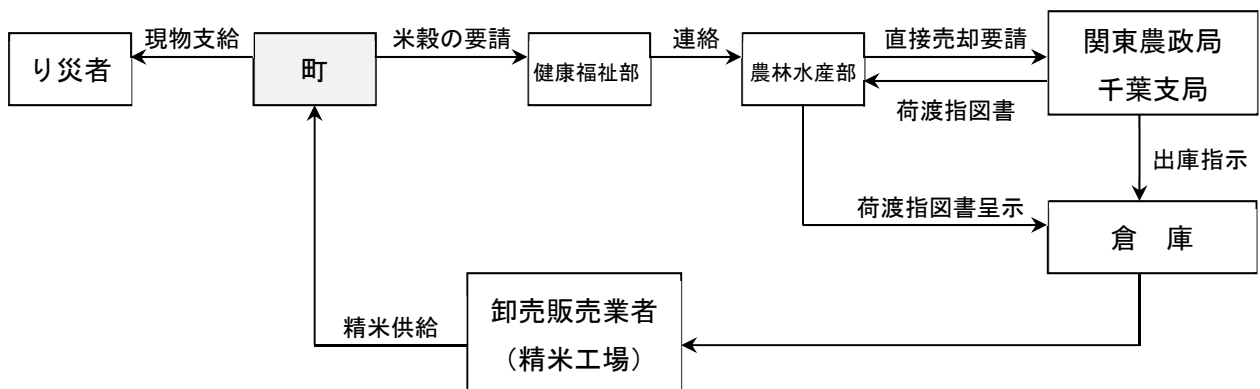 現物支給
米穀の要請
連絡
直接売却要請
り災者
町
健康福祉部
農林水産部
関東農政局
千葉支局
荷渡指図書
出庫指示
荷渡指図書呈示
倉　庫
卸売販売業者
（精米工場）
精米供給